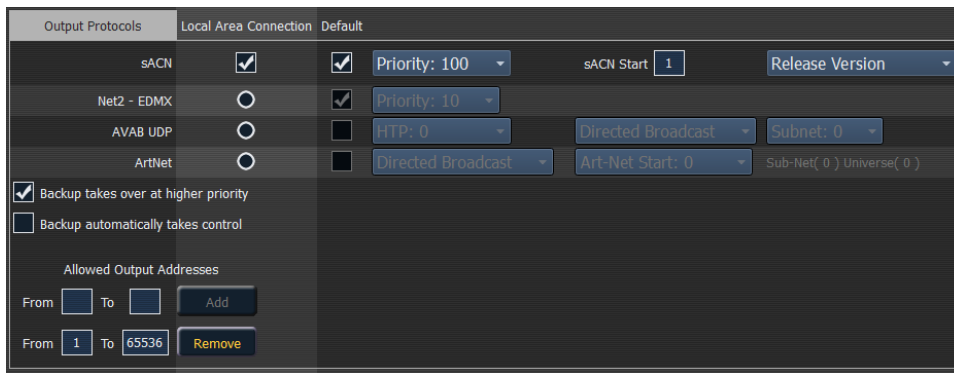 Output Protocols Local Area Connection Default
sACN Priority: 100 sACN Start 1 Release Version
Net2 - EDMX Priority: 10
AVAB UDP HTP: 0 Directed Broadcast Subnet: 0
ArtNet Directed Broadcast Art-Net Start: 0 Sub-Net( 0 ) Universe( 0 )
Backup takes over at higher priority
Backup automatically takes control
Allowed Output Addresses
From To Add
From 1 To 65536 Remove